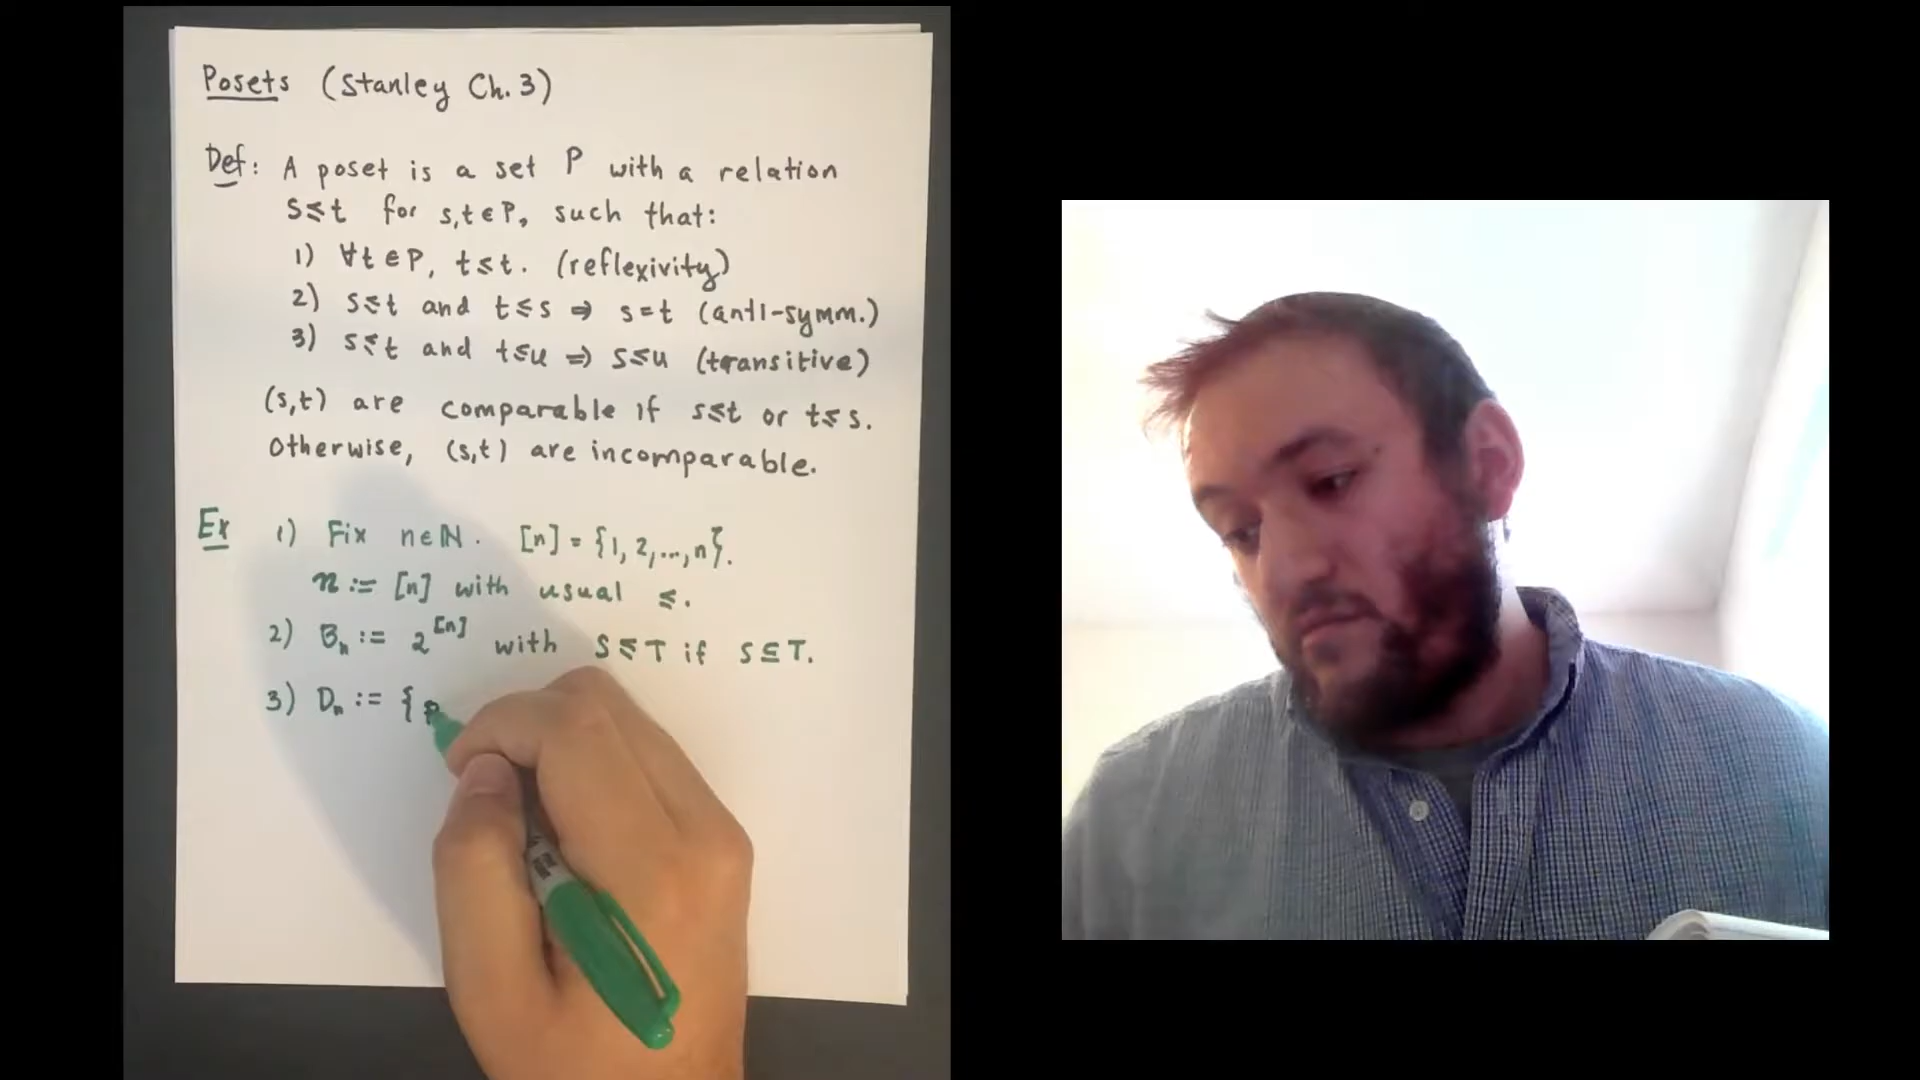 Posets (Stanley Ch. 3)
Def: A poset is a set P with a relation
s≤t for s,t∈P, such that:
1) ∀t∈P, t≤t. (reflexivity)
2) s≤t and t≤s ⇒ s=t (anti-symm.)
3) s≤t and t≤u ⇒ s≤u (transitive)
(s,t) are comparable if s≤t or t≤s.
Otherwise, (s,t) are incomparable.
Ex 1) Fix n∈ℕ. [n] = {1, 2, ..., n}.
n := [n] with usual ≤.
2) Bₙ := 2^[n] with S≤T if S⊆T.
3) Dₙ := { p